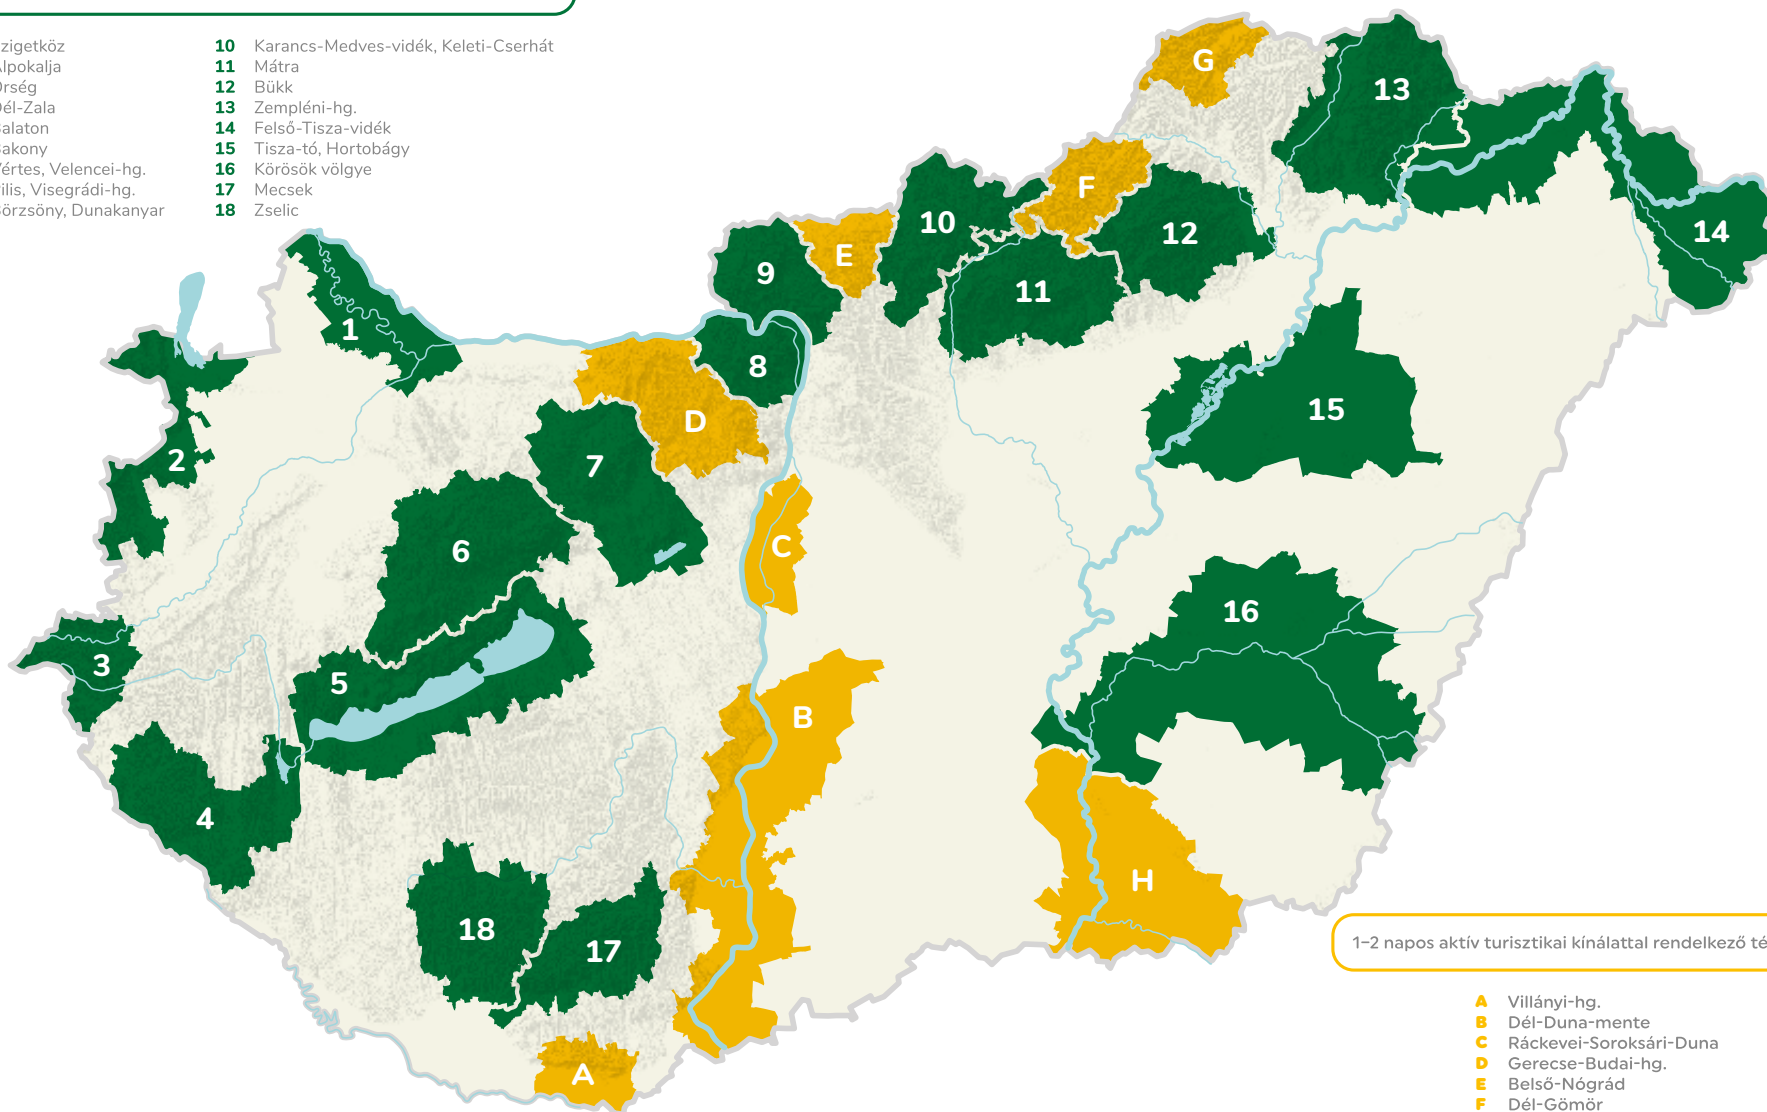 zigetköz
lpokalja
rség
él-Zala
alaton
akony
értes, Velencei-hg.
ilis, Visegrádi-hg.
örzsöny, Dunakanyar
10 Karancs-Medves-vidék, Keleti-Cserhát
11 Mátra
12 Bükk
13 Zempléni-hg.
14 Felső-Tisza-vidék
15 Tisza-tó, Hortobágy
16 Körösök völgye
17 Mecsek
18 Zselic
G
13
F
10
12
14
E
9
11
1
8
15
D
2
7
C
6
16
3
5
B
4
H
18
17
A
1–2 napos aktív turisztikai kínálattal rendelkező té
A Villányi-hg.
B Dél-Duna-mente
C Ráckevei-Soroksári-Duna
D Gerecse-Budai-hg.
E Belső-Nógrád
F Dél-Gömör